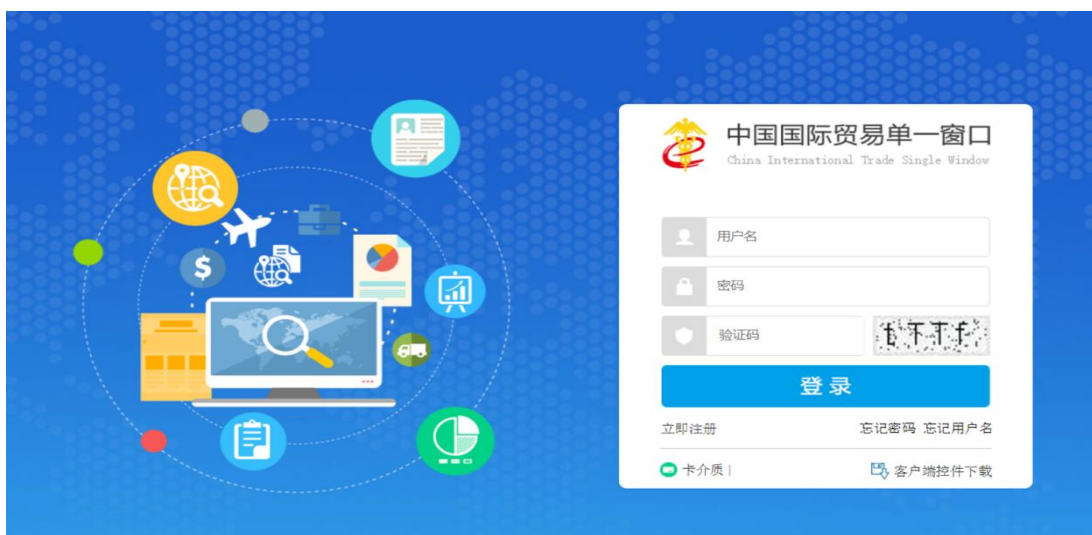 中国国际贸易单一窗口
China International Trade Single Window
用户名
密码
验证码
登录
立即注册
忘记密码 忘记用户名
卡介质 |
客户端控件下载
$